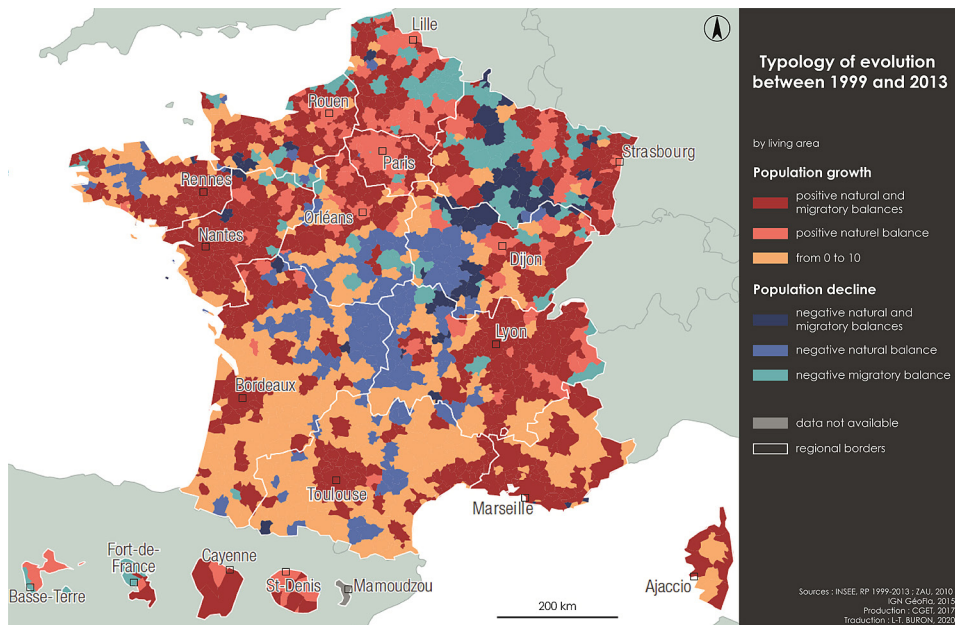 Lille
Rouen
Paris
Strasbourg
Rennes
Orléans
Nantes
Dijon
Lyon
Bordeaux
Toulouse
Marseille
Fort-de-
France
Cayenne
St-Denis
Mamoudzou
Basse-Terre
Ajaccio
200 km
Typology of evolution
between 1999 and 2013
by living area
Population growth
positive natural and
migratory balances
positive naturel balance
from 0 to 10
Population decline
negative natural and
migratory balances
negative natural balance
negative migratory balance
data not available
regional borders
Sources : INSEE, RP 1999-2013 ; ZAU, 2010
IGN GéoFla, 2015
Production : CGET, 2017
Traduction : L-T. BURON, 2020